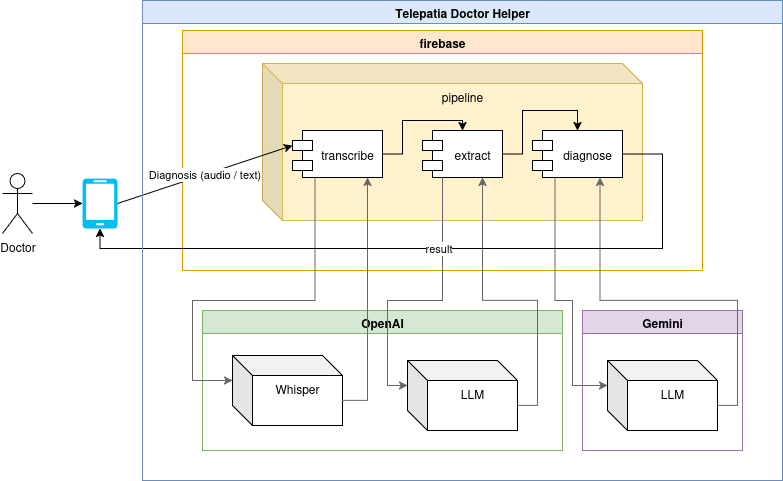 Telepatia Doctor Helper
firebase
pipeline
transcribe
extract
diagnose
Diagnosis (audio / text)
Doctor
result
OpenAI
Gemini
Whisper
LLM
LLM